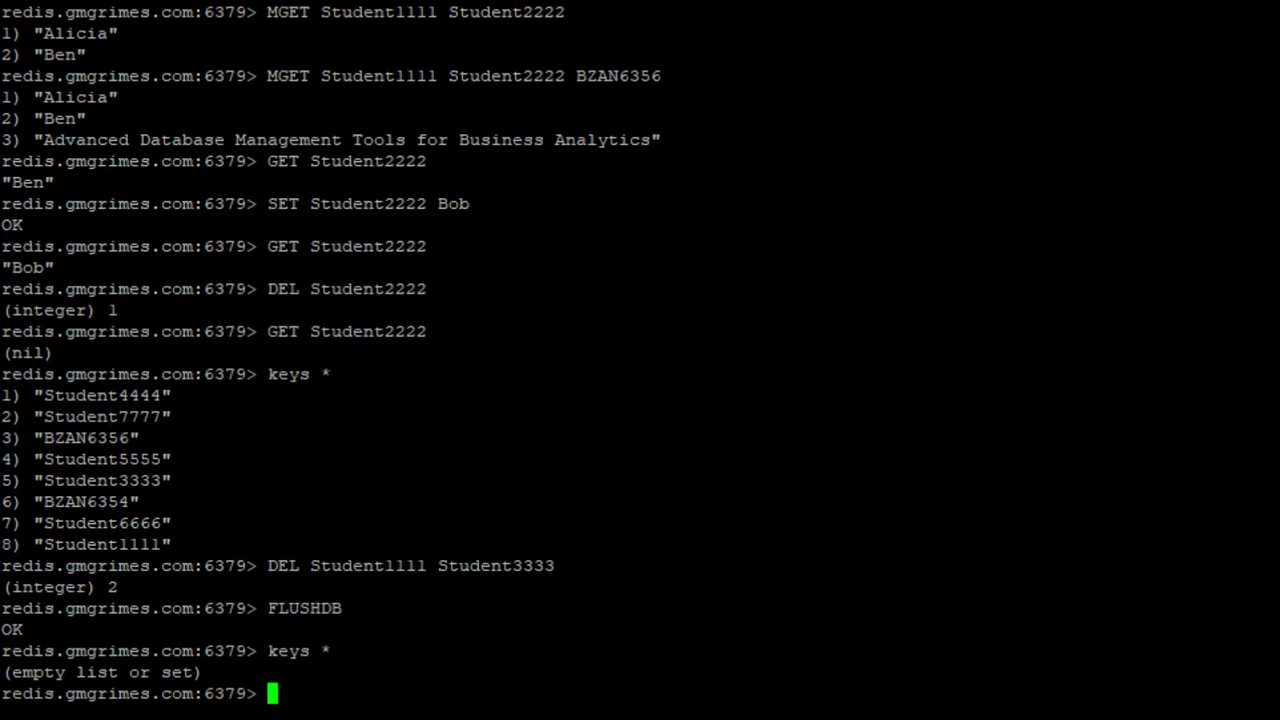 redis.gmgrimes.com:6379> MGET Student1111 Student2222
1) "Alicia"
2) "Ben"
redis.gmgrimes.com:6379> MGET Student1111 Student2222 BZAN6356
1) "Alicia"
2) "Ben"
3) "Advanced Database Management Tools for Business Analytics"
redis.gmgrimes.com:6379> GET Student2222
"Ben"
redis.gmgrimes.com:6379> SET Student2222 Bob
OK
redis.gmgrimes.com:6379> GET Student2222
"Bob"
redis.gmgrimes.com:6379> DEL Student2222
(integer) 1
redis.gmgrimes.com:6379> GET Student2222
(nil)
redis.gmgrimes.com:6379> keys *
1) "Student4444"
2) "Student7777"
3) "BZAN6356"
4) "Student5555"
5) "Student3333"
6) "BZAN6354"
7) "Student6666"
8) "Student1111"
redis.gmgrimes.com:6379> DEL Student1111 Student3333
(integer) 2
redis.gmgrimes.com:6379> FLUSHDB
OK
redis.gmgrimes.com:6379> keys *
(empty list or set)
redis.gmgrimes.com:6379>